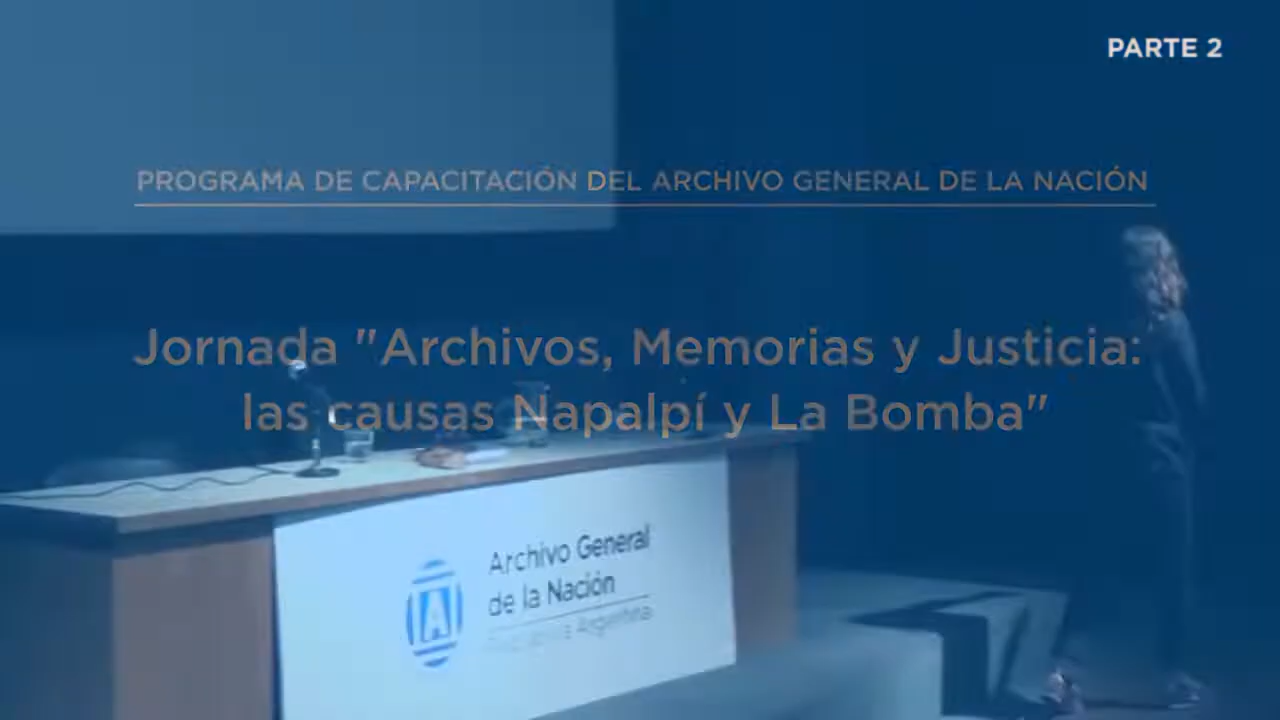 PARTE 2
PROGRAMA DE CAPACITACIÓN DEL ARCHIVO GENERAL DE LA NACIÓN
Jornada "Archivos, Memorias y Justicia:
las causas Napalpí y La Bomba"
Archivo General
de la Nación
Argentina